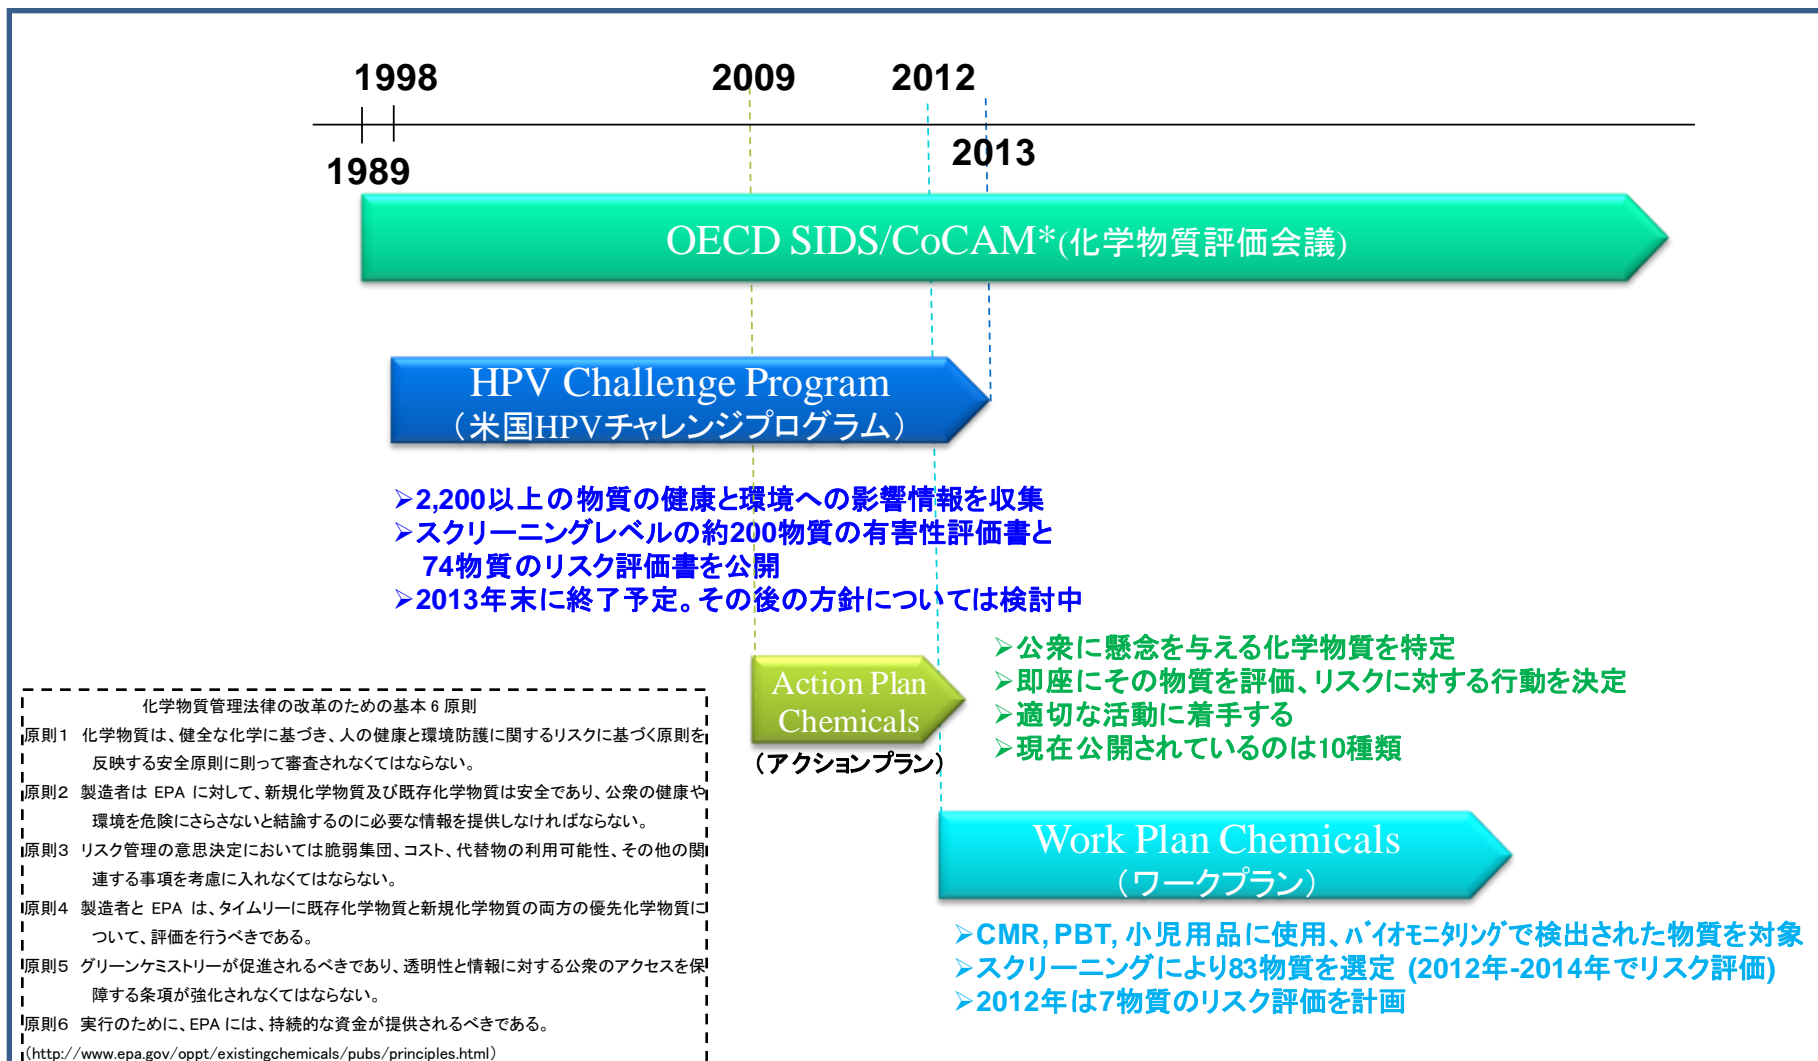 1998
2009
2012
1989
2013
OECD SIDS/CoCAM*(化学物質評価会議)
HPV Challenge Program
（米国HPVチャレンジプログラム）
➢2,200以上の物質の健康と環境への影響情報を収集
➢スクリーニングレベルの約200物質の有害性評価書と
74物質のリスク評価書を公開
➢2013年末に終了予定。その後の方針については検討中
Action Plan
Chemicals
（アクションプラン）
➢公衆に懸念を与える化学物質を特定
➢即座にその物質を評価、リスクに対する行動を決定
➢適切な活動に着手する
➢現在公開されているのは10種類
Work Plan Chemicals
（ワークプラン）
➢CMR, PBT, 小児用品に使用、ﾊﾞｲｵﾓﾆﾀﾘﾝｸﾞで検出された物質を対象
➢スクリーニングにより83物質を選定 (2012年-2014年でリスク評価)
➢2012年は7物質のリスク評価を計画
化学物質管理法律の改革のための基本 6 原則
原則1 化学物質は、健全な化学に基づき、人の健康と環境防護に関するリスクに基づく原則を
反映する安全原則に則って審査されなくてはならない。
原則2 製造者は EPA に対して、新規化学物質及び既存化学物質は安全であり、公衆の健康や
環境を危険にさらさないと結論するのに必要な情報を提供しなければならない。
原則3 リスク管理の意思決定においては脆弱集団、コスト、代替物の利用可能性、その他の関
連する事項を考慮に入れなくてはならない。
原則4 製造者と EPA は、タイムリーに既存化学物質と新規化学物質の両方の優先化学物質に
ついて、評価を行うべきである。
原則5 グリーンケミストリーが促進されるべきであり、透明性と情報に対する公衆のアクセスを保
障する条項が強化されなくてはならない。
原則6 実行のために、EPA には、持続的な資金が提供されるべきである。
(http://www.epa.gov/oppt/existingchemicals/pubs/principles.html)